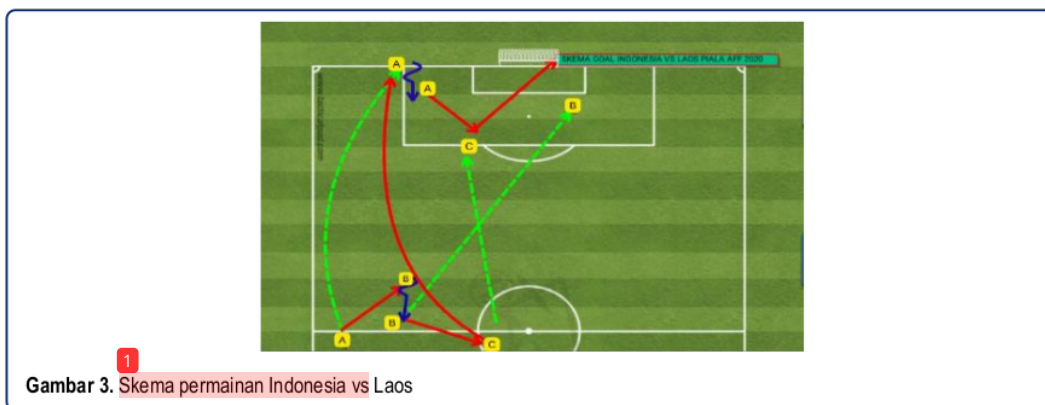 A
SKEMA GOAL INDONESIA VS LAOS PIALA AFF 2020
A
B
C
B
B
A
C
1
Gambar 3. Skema permainan Indonesia vs Laos